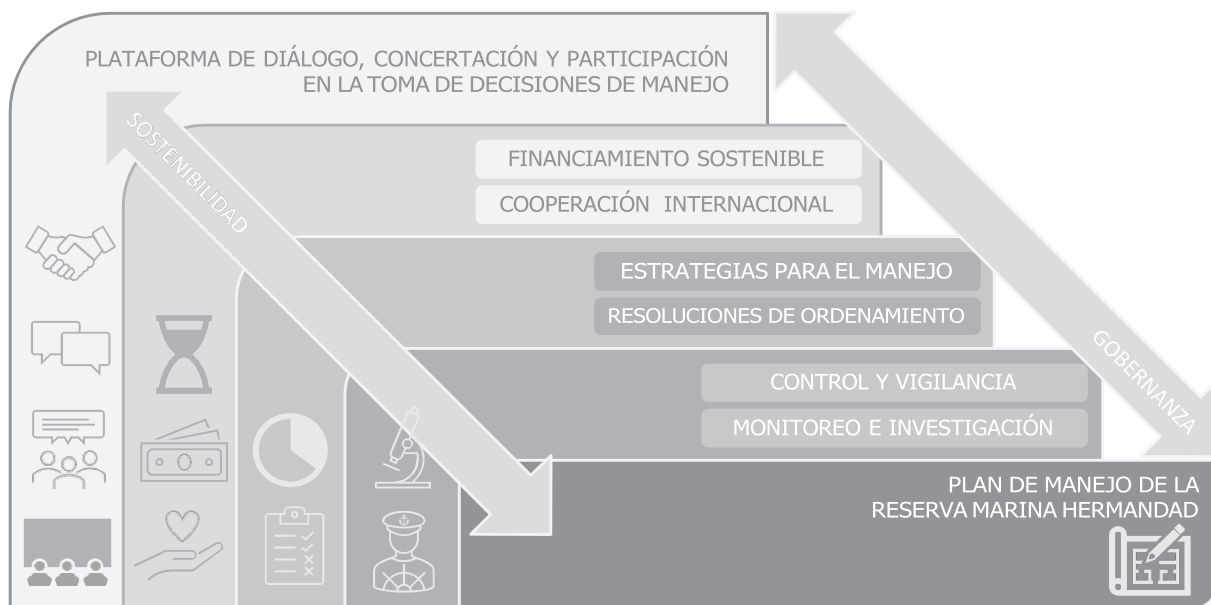 PLATAFORMA DE DIÁLOGO, CONCERTACIÓN Y PARTICIPACIÓN
EN LA TOMA DE DECISIONES DE MANEJO
SOSTENIBILIDAD
FINANCIAMIENTO SOSTENIBLE
COOPERACIÓN INTERNACIONAL
ESTRATEGIAS PARA EL MANEJO
RESOLUCIONES DE ORDENAMIENTO
GOBERNANZA
CONTROL Y VIGILANCIA
MONITOREO E INVESTIGACIÓN
PLAN DE MANEJO DE LA
RESERVA MARINA HERMANDAD